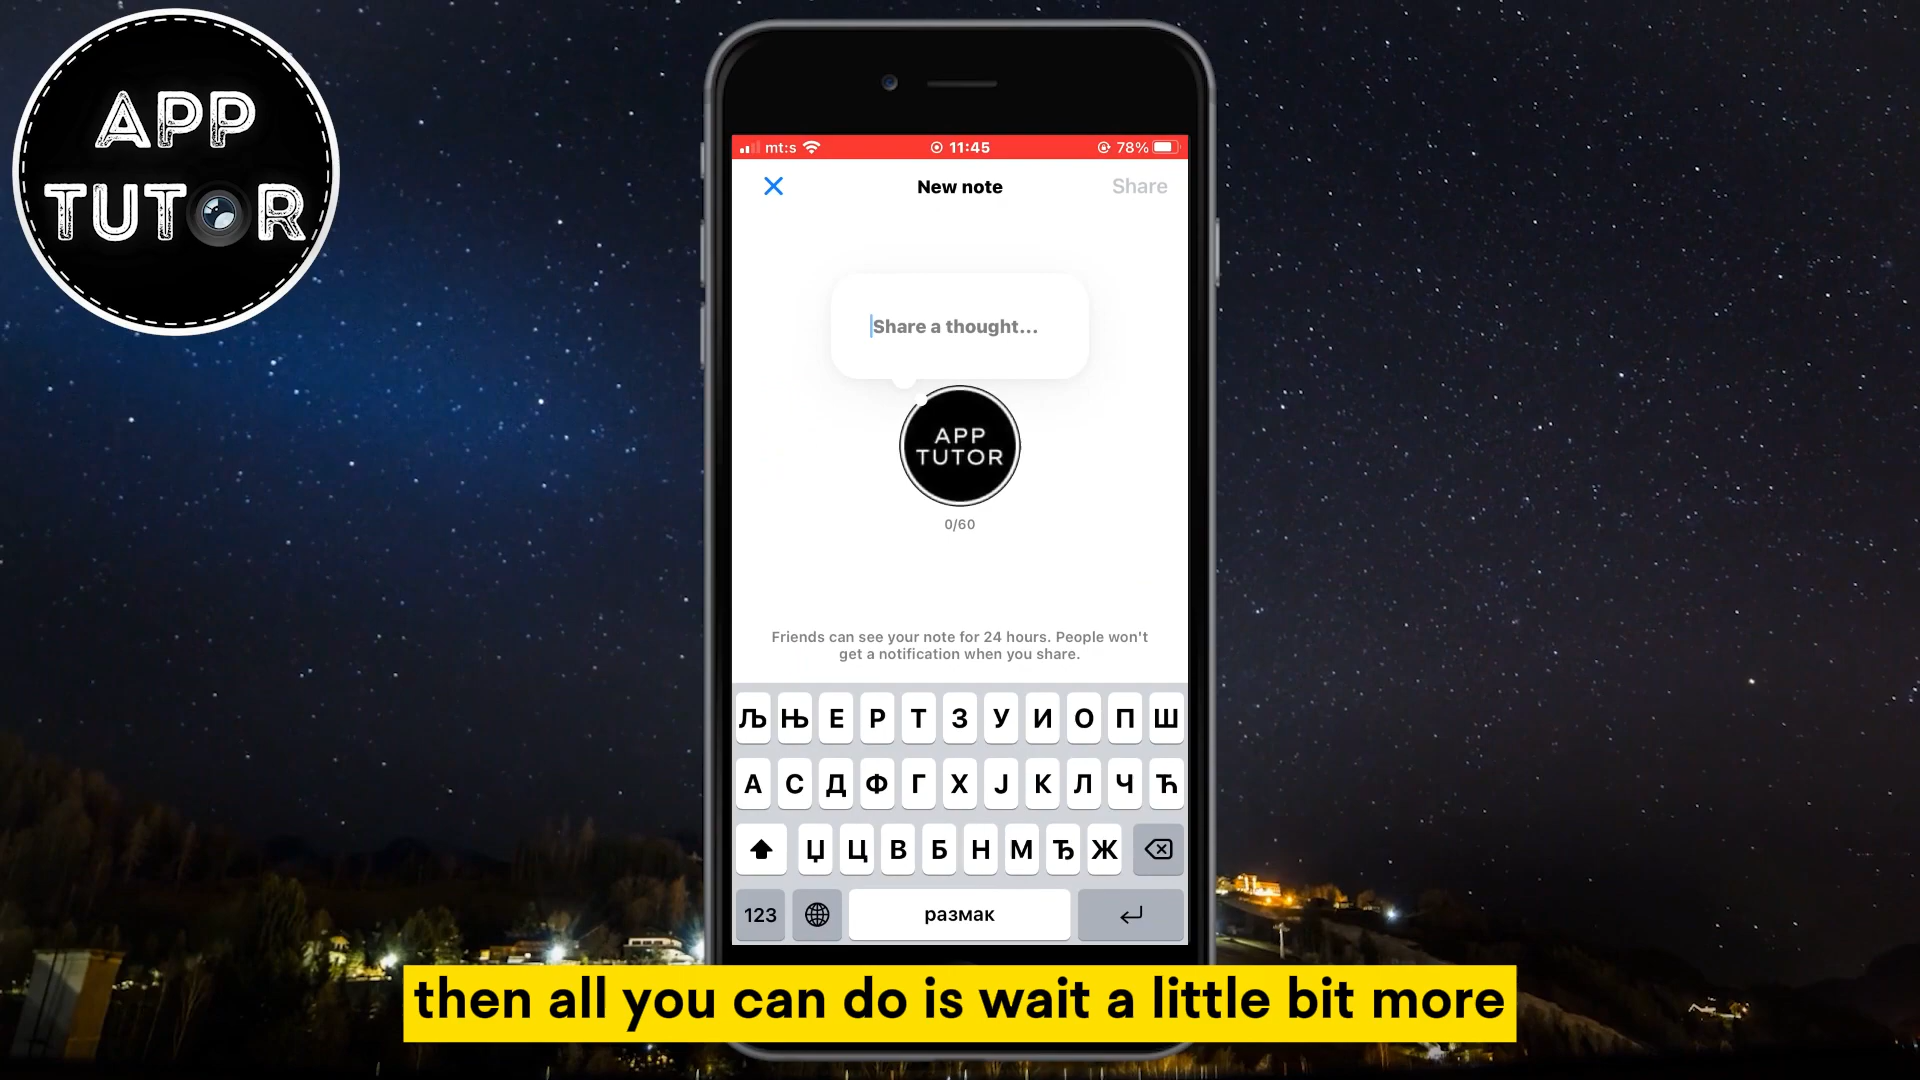 APP
TUTOR
mt:s
11:45
78%
New note
Share
Share a thought...
APP
TUTOR
0/60
Friends can see your note for 24 hours. People won't
get a notification when you share.
Љ Њ Е Р Т З У И О П Ш
А С Д Ф Г Х Ј К Л Ч Ћ
Џ Ц В Б Н М Ђ Ж
123
размак
then all you can do is wait a little bit more